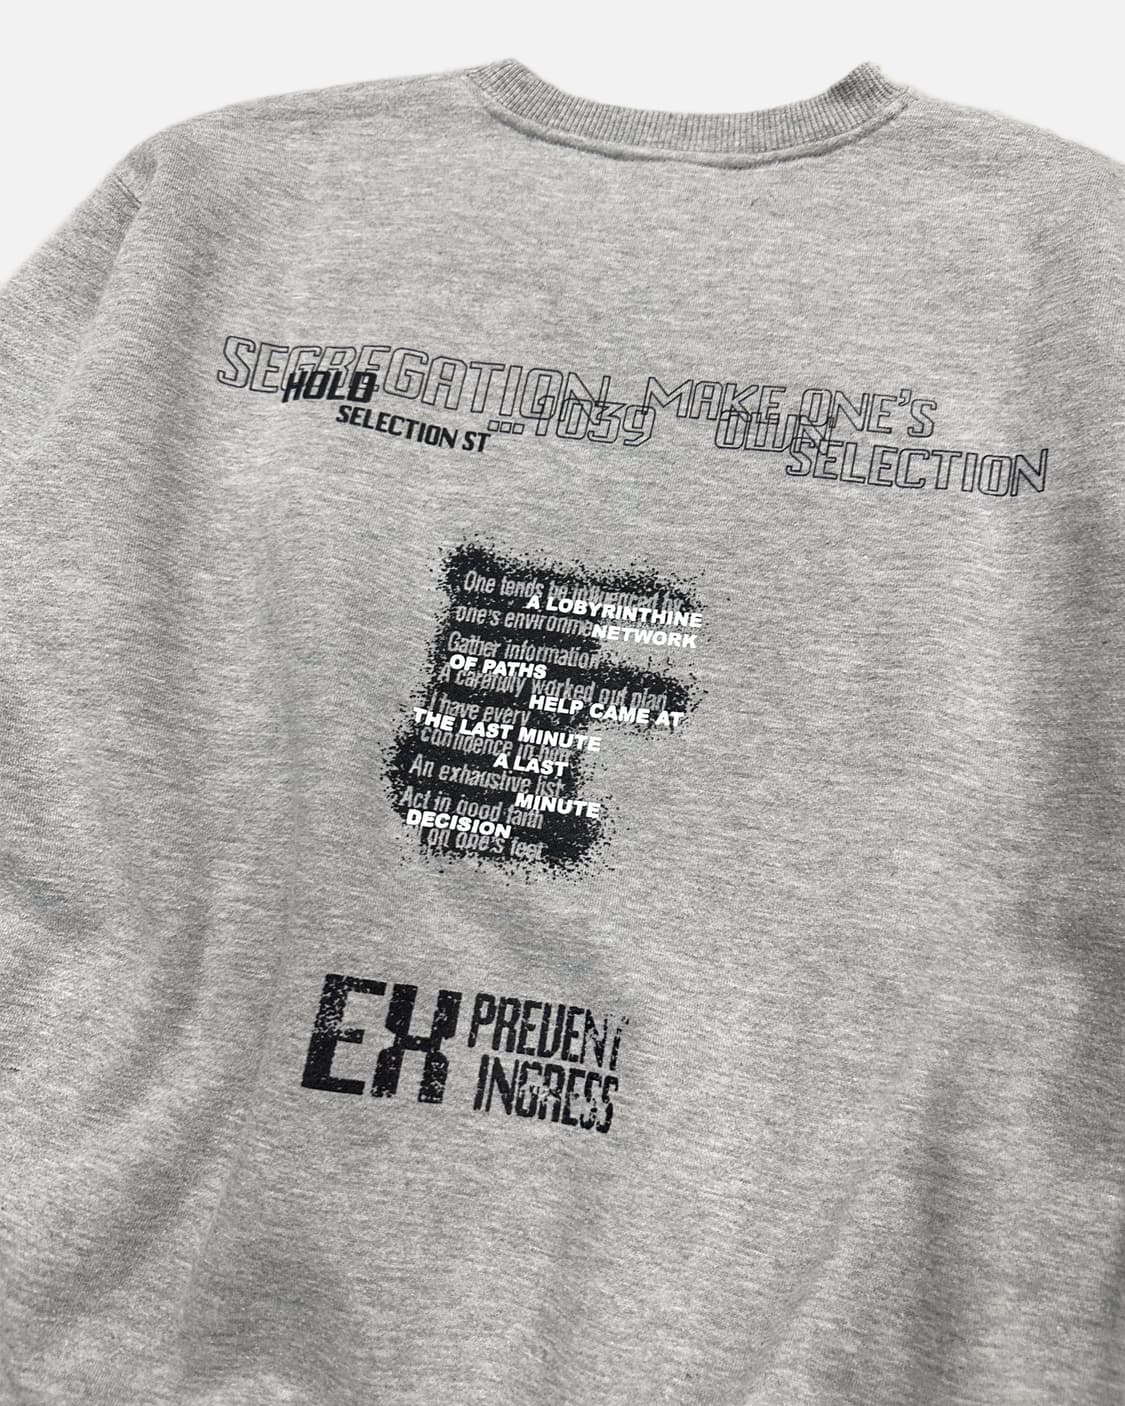 SEGREGATION MAKE ONE'S
HOLD
...1039 OWN
SELECTION ST
SELECTION
One tends be influenced by
A LOBYRINTHINE
one's environme
NETWORK
Gather information
OF PATHS
A carefully worked out plan
HELP CAME AT
I have every
THE LAST MINUTE
confidence in him
A LAST
An exhaustive list
MINUTE
Act in good faith
DECISION
on one's feet
EX PREVENT
INGRESS